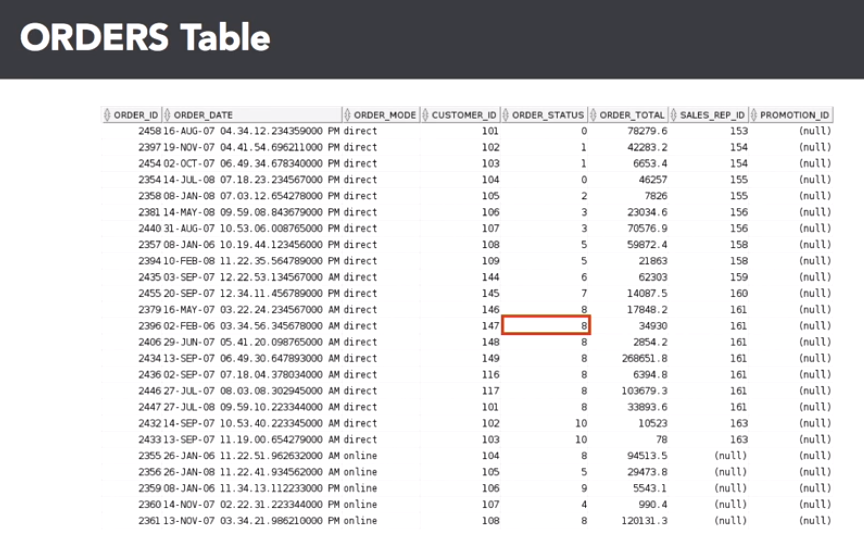 ORDERS Table
ORDER_ID ORDER_DATE ORDER_MODE CUSTOMER_ID ORDER_STATUS ORDER_TOTAL SALES_REP_ID PROMOTION_ID
2458 16-AUG-07 04.34.12.234359000 PM direct 101 0 78279.6 153 (null)
2397 19-NOV-07 04.41.54.696211000 PM direct 102 1 42283.2 154 (null)
2454 02-OCT-07 06.49.34.678340000 PM direct 103 1 6653.4 154 (null)
2354 14-JUL-08 07.18.23.234567000 PM direct 104 0 46257 155 (null)
2358 08-JAN-08 07.03.12.654278000 PM direct 105 2 7826 155 (null)
2381 14-MAY-08 09.59.08.843679000 PM direct 106 3 23034.6 156 (null)
2440 31-AUG-07 10.53.06.008765000 PM direct 107 3 70576.9 156 (null)
2357 08-JAN-06 10.19.44.123456000 PM direct 108 5 59872.4 158 (null)
2394 10-FEB-08 11.22.35.564789000 PM direct 109 5 21863 158 (null)
2435 03-SEP-07 12.22.53.134567000 AM direct 144 6 62303 159 (null)
2455 20-SEP-07 12.34.11.456789000 PM direct 145 7 14087.5 160 (null)
2379 16-MAY-07 03.22.24.234567000 AM direct 146 8 17848.2 161 (null)
2396 02-FEB-06 03.34.56.345678000 AM direct 147 8 34930 161 (null)
2406 29-JUN-07 05.41.20.098765000 AM direct 148 8 2854.2 161 (null)
2434 13-SEP-07 06.49.30.647893000 AM direct 149 8 268651.8 161 (null)
2436 02-SEP-07 07.18.04.378034000 AM direct 116 8 6394.8 161 (null)
2446 27-JUL-07 08.03.08.302945000 AM direct 117 8 103679.3 161 (null)
2447 27-JUL-08 09.59.10.223344000 AM direct 101 8 33893.6 161 (null)
2432 14-SEP-07 10.53.40.223345000 AM direct 102 10 10523 163 (null)
2433 13-SEP-07 11.19.00.654279000 AM direct 103 10 78 163 (null)
2355 26-JAN-06 11.22.51.962632000 AM online 104 8 94513.5 (null) (null)
2356 26-JAN-08 11.22.41.934562000 AM online 105 5 29473.8 (null) (null)
2359 08-JAN-06 11.34.13.112233000 PM online 106 9 5543.1 (null) (null)
2360 14-NOV-07 02.22.31.223344000 PM online 107 4 990.4 (null) (null)
2361 13-NOV-07 03.34.21.986210000 PM online 108 8 120131.3 (null) (null)